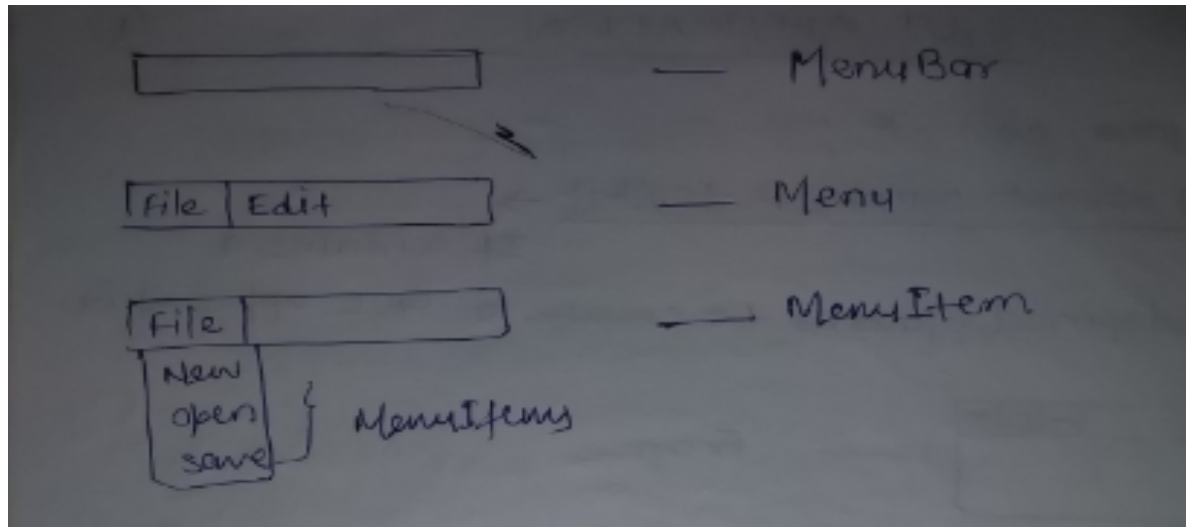 — MenuBar
File Edit — Menu
File — MenuItem
New
open
save
MenuItems